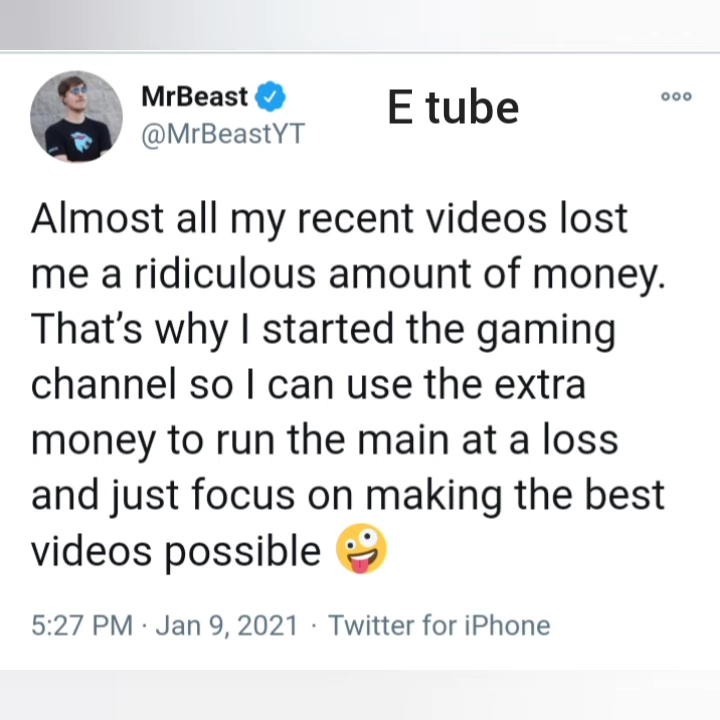 MrBeast
E tube
@MrBeastYT
Almost all my recent videos lost
me a ridiculous amount of money.
That's why I started the gaming
channel so I can use the extra
money to run the main at a loss
and just focus on making the best
videos possible 🤪
5:27 PM · Jan 9, 2021 · Twitter for iPhone